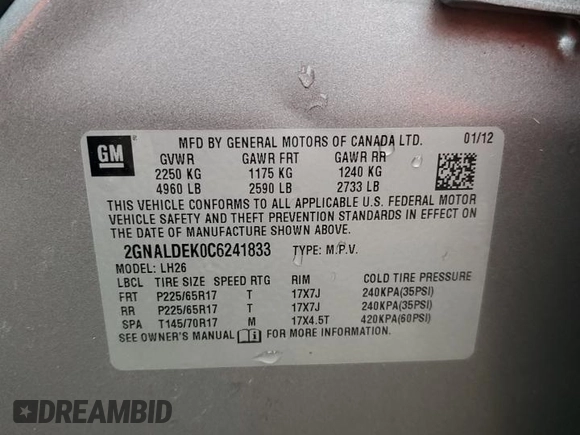 GM
MFD BY GENERAL MOTORS OF CANADA LTD. 01/12
GVWR GAWR FRT GAWR RR
2250 KG 1175 KG 1240 KG
4960 LB 2590 LB 2733 LB
THIS VEHICLE CONFORMS TO ALL APPLICABLE U.S. FEDERAL MOTOR
VEHICLE SAFETY AND THEFT PREVENTION STANDARDS IN EFFECT ON
THE DATE OF MANUFACTURE SHOWN ABOVE.
2GNALDEK0C6241833 TYPE: M.P.V.
MODEL: LH26
LBCL TIRE SIZE SPEED RTG RIM COLD TIRE PRESSURE
FRT P225/65R17 T 17X7J 240KPA(35PSI)
RR P225/65R17 T 17X7J 240KPA(35PSI)
SPA T145/70R17 M 17X4.5T 420KPA(60PSI)
SEE OWNER'S MANUAL FOR MORE INFORMATION.
DREAMBID